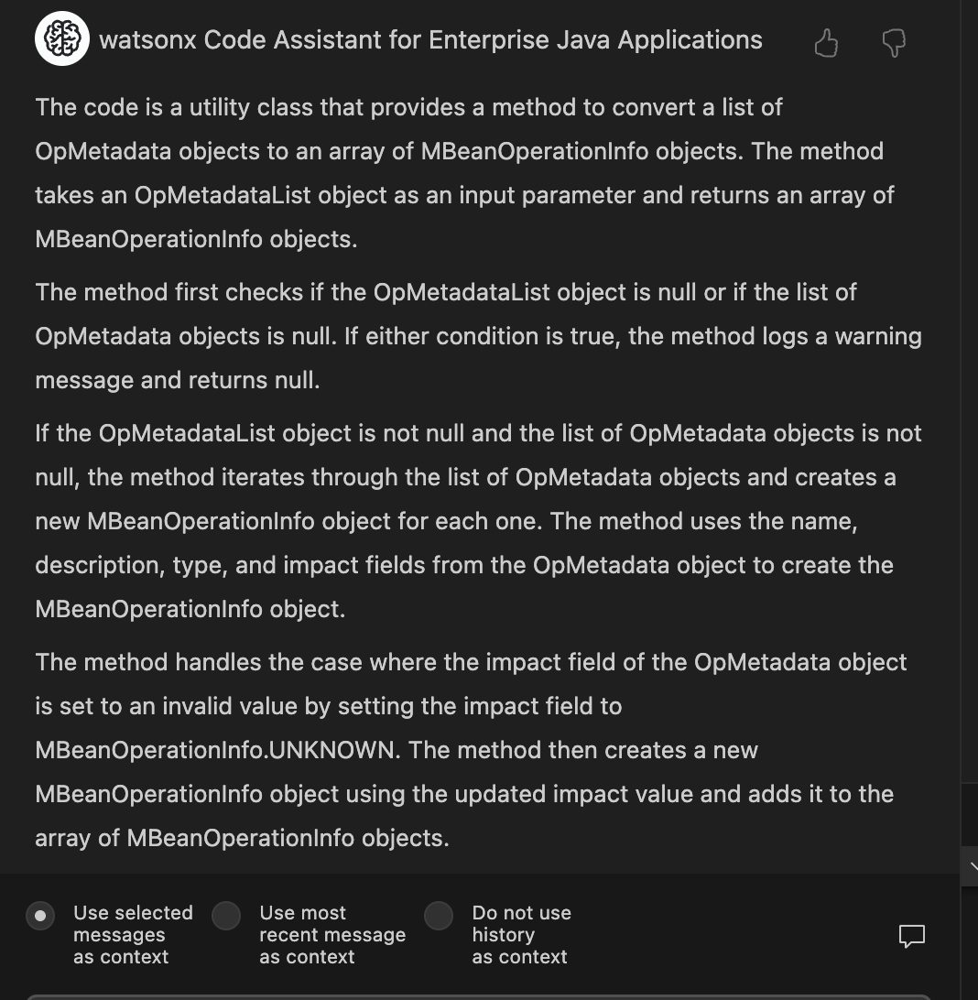 watsonx Code Assistant for Enterprise Java Applications
The code is a utility class that provides a method to convert a list of
OpMetadata objects to an array of MBeanOperationInfo objects. The method
takes an OpMetadataList object as an input parameter and returns an array of
MBeanOperationInfo objects.
The method first checks if the OpMetadataList object is null or if the list of
OpMetadata objects is null. If either condition is true, the method logs a warning
message and returns null.
If the OpMetadataList object is not null and the list of OpMetadata objects is not
null, the method iterates through the list of OpMetadata objects and creates a
new MBeanOperationInfo object for each one. The method uses the name,
description, type, and impact fields from the OpMetadata object to create the
MBeanOperationInfo object.
The method handles the case where the impact field of the OpMetadata object
is set to an invalid value by setting the impact field to
MBeanOperationInfo.UNKNOWN. The method then creates a new
MBeanOperationInfo object using the updated impact value and adds it to the
array of MBeanOperationInfo objects.
Use selected
messages
as context
Use most
recent message
as context
Do not use
history
as context